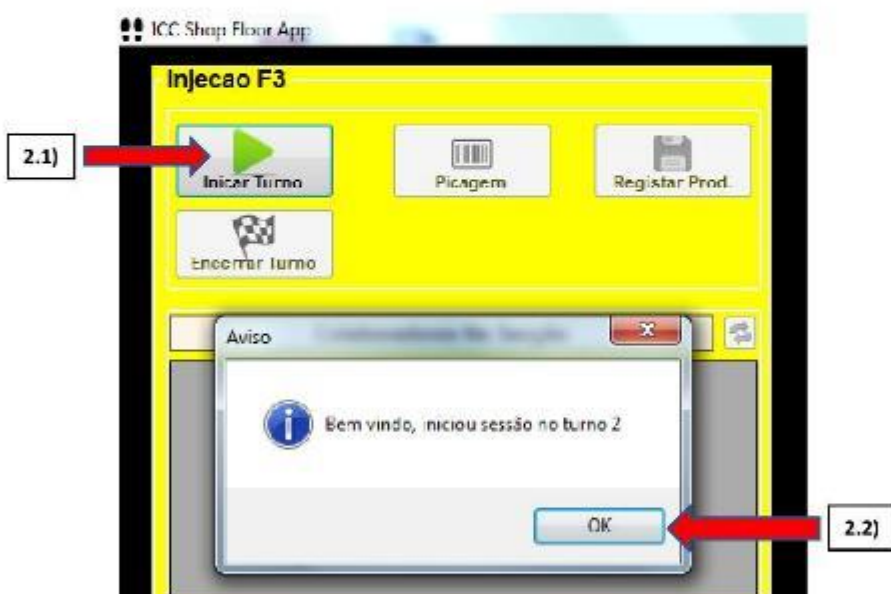 ICC Shop Floor App
Injecao F3
2.1)
Inicar Turno
Picagem
Registar Prod.
Encerrar Turno
Aviso
Bem vindo, iniciou sessão no turno 2
OK
2.2)